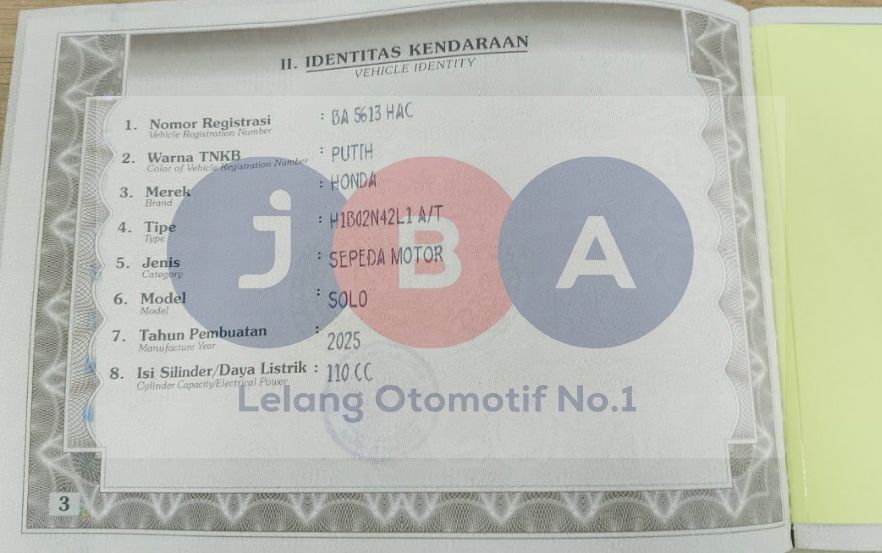 II. IDENTITAS KENDARAAN
VEHICLE IDENTITY
1. Nomor Registrasi : BA 5613 HAC
Vehicle Registration Number
2. Warna TNKB : PUTIH
Color of Vehicle Registration Number
3. Merek : HONDA
Brand
4. Tipe : H1B02N42L1 A/T
Type
5. Jenis : SEPEDA MOTOR
Category
6. Model : SOLO
Model
7. Tahun Pembuatan : 2025
Manufacture Year
8. Isi Silinder/Daya Listrik : 110 CC
Cylinder Capacity/Electrical Power
jBA
Lelang Otomotif No.1
3